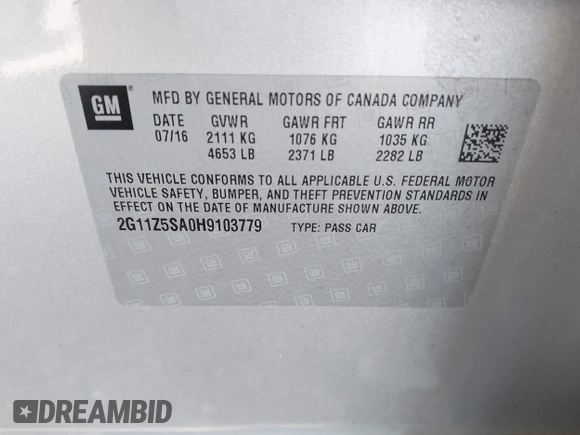 GM
MFD BY GENERAL MOTORS OF CANADA COMPANY
DATE GVWR GAWR FRT GAWR RR
07/16 2111 KG 1076 KG 1035 KG
4653 LB 2371 LB 2282 LB
THIS VEHICLE CONFORMS TO ALL APPLICABLE U.S. FEDERAL MOTOR
VEHICLE SAFETY, BUMPER, AND THEFT PREVENTION STANDARDS IN
EFFECT ON THE DATE OF MANUFACTURE SHOWN ABOVE.
2G11Z5SA0H9103779 TYPE: PASS CAR
DREAMBID